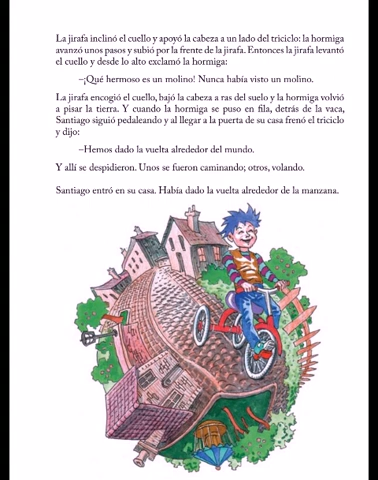 La jirafa inclinó el cuello y apoyó la cabeza a un lado del triciclo: la hormiga
avanzó unos pasos y subió por la frente de la jirafa. Entonces la jirafa levantó
el cuello y desde lo alto exclamó la hormiga:
–¡Qué hermoso es un molino! Nunca había visto un molino.
La jirafa encogió el cuello, bajó la cabeza a ras del suelo y la hormiga volvió
a pisar la tierra. Y cuando la hormiga se puso en fila, detrás de la vaca,
Santiago siguió pedaleando y al llegar a la puerta de su casa frenó el triciclo
y dijo:
–Hemos dado la vuelta alrededor del mundo.
Y allí se despidieron. Unos se fueron caminando; otros, volando.
Santiago entró en su casa. Había dado la vuelta alrededor de la manzana.